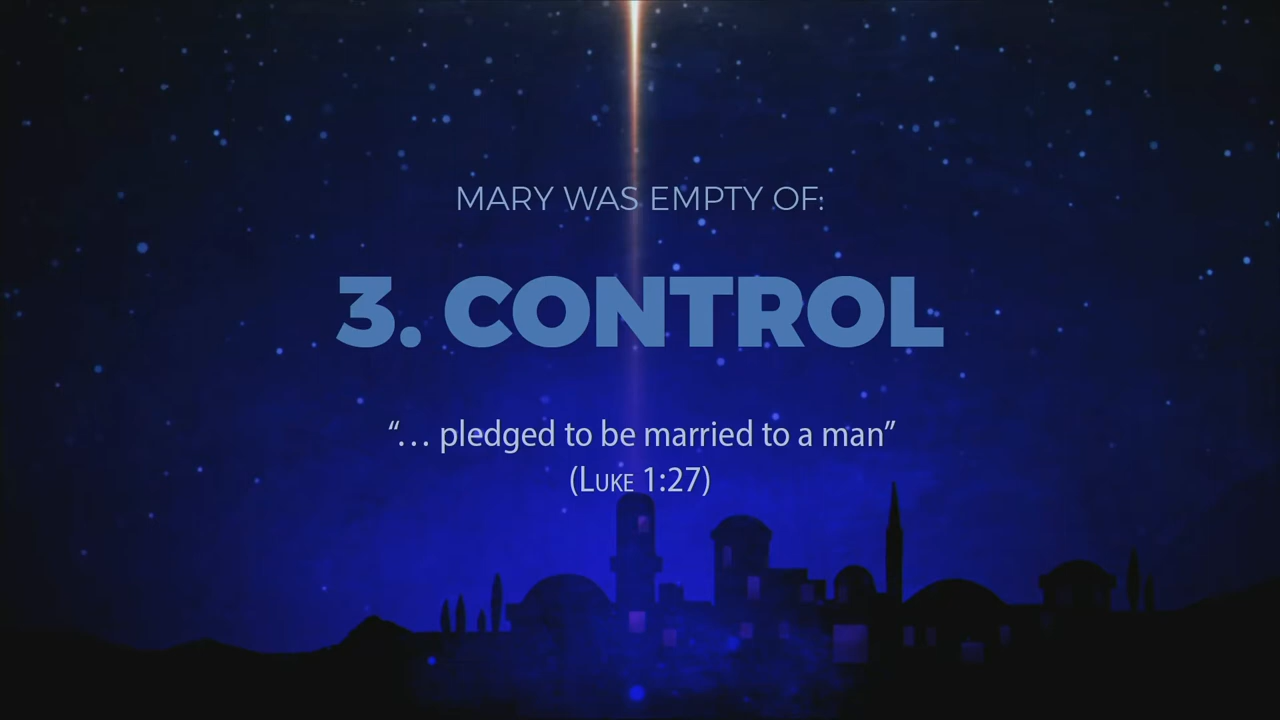 MARY WAS EMPTY OF:
3. CONTROL
“… pledged to be married to a man”
(LUKE 1:27)